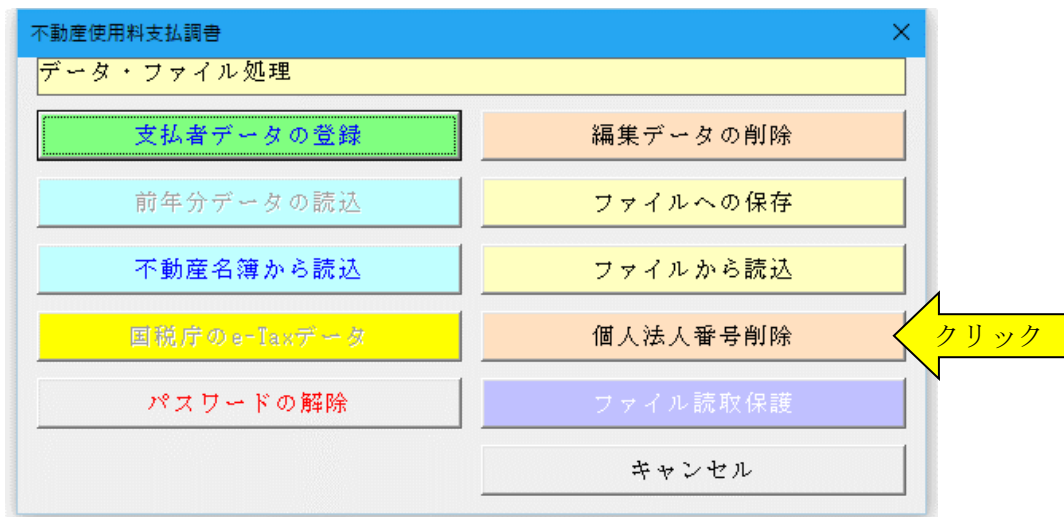 不動産使用料支払調書
データ・ファイル処理
支払者データの登録
編集データの削除
前年分データの読込
ファイルへの保存
不動産名簿から読込
ファイルから読込
国税庁のe-Taxデータ
個人法人番号削除
クリック
パスワードの解除
ファイル読取保護
キャンセル